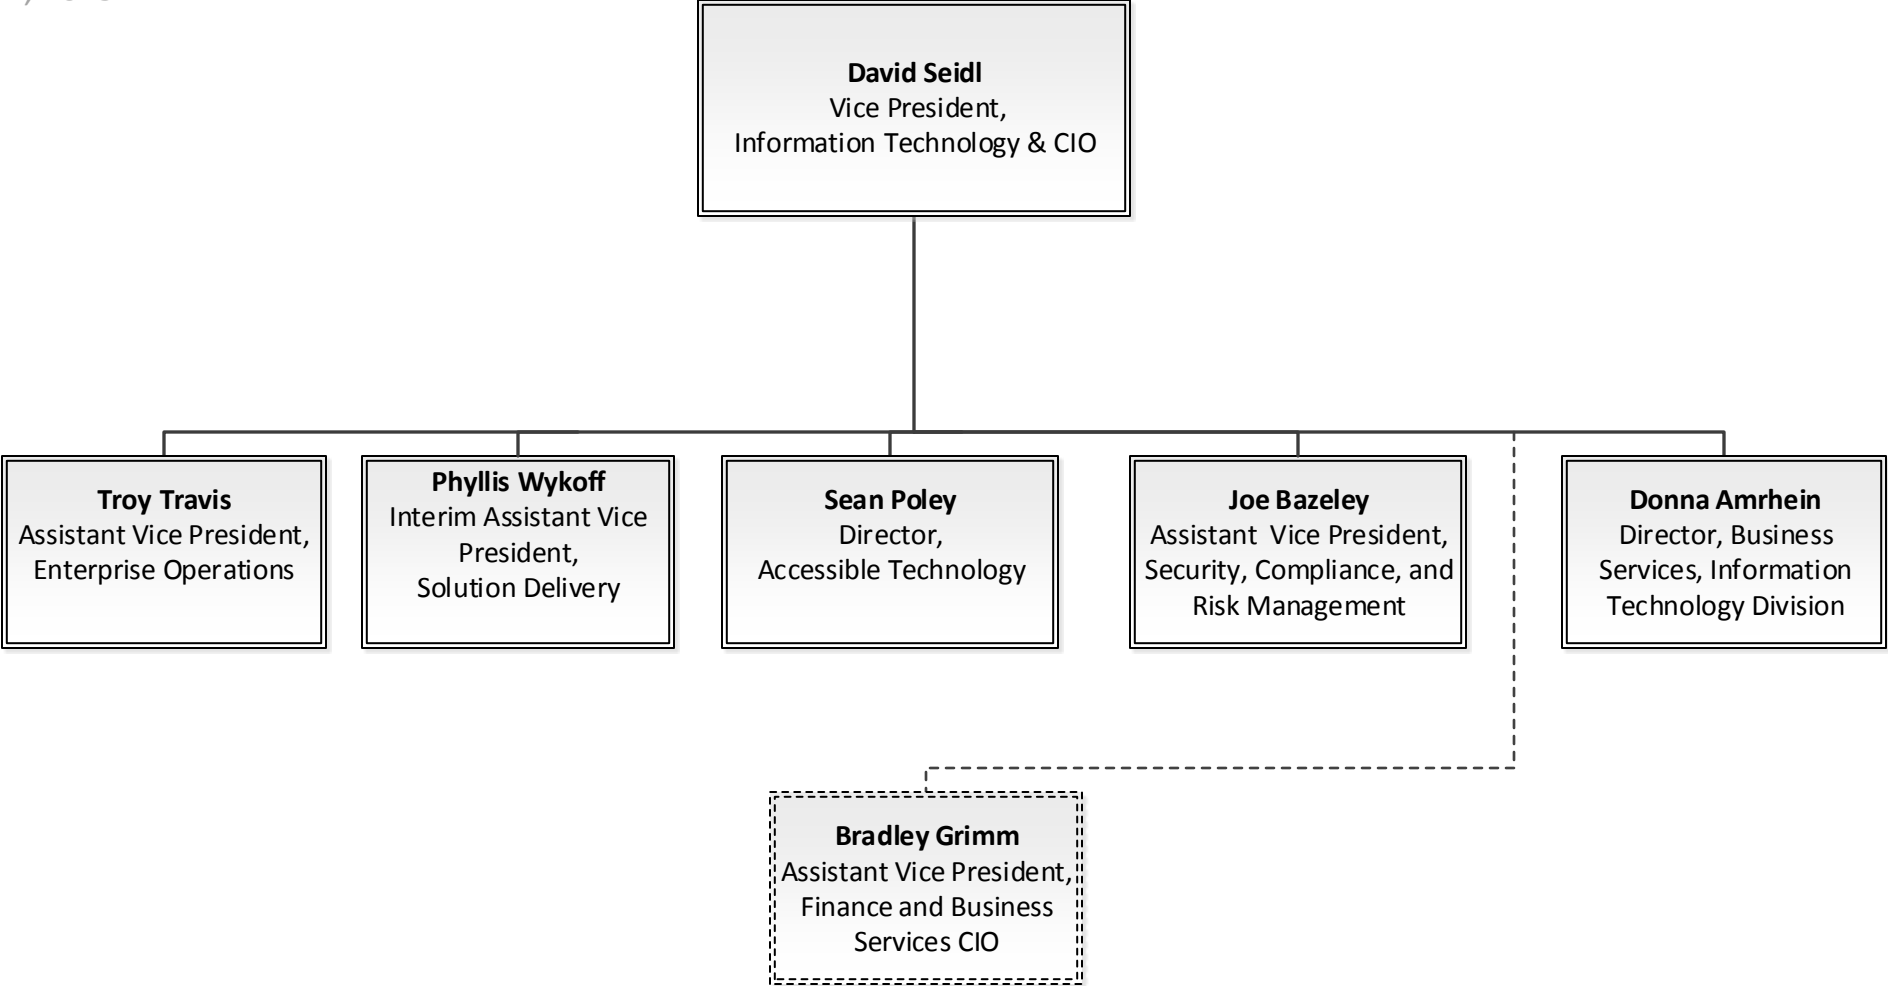 David Seidl
Vice President,
Information Technology & CIO
Troy Travis
Assistant Vice President,
Enterprise Operations
Phyllis Wykoff
Interim Assistant Vice
President,
Solution Delivery
Sean Poley
Director,
Accessible Technology
Joe Bazeley
Assistant  Vice President,
Security, Compliance, and
Risk Management
Donna Amrhein
Director, Business
Services, Information
Technology Division
Bradley Grimm
Assistant Vice President,
Finance and Business
Services CIO